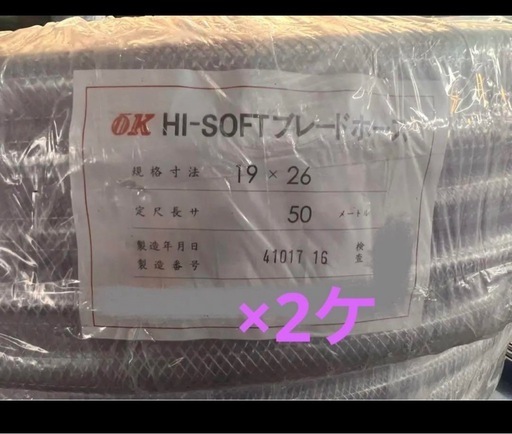 OK HI-SOFTブレードホース
規格寸法 19×26
定尺長サ 50 メートル
製造年月日
製造番号 41017 16 検査
×2ケ